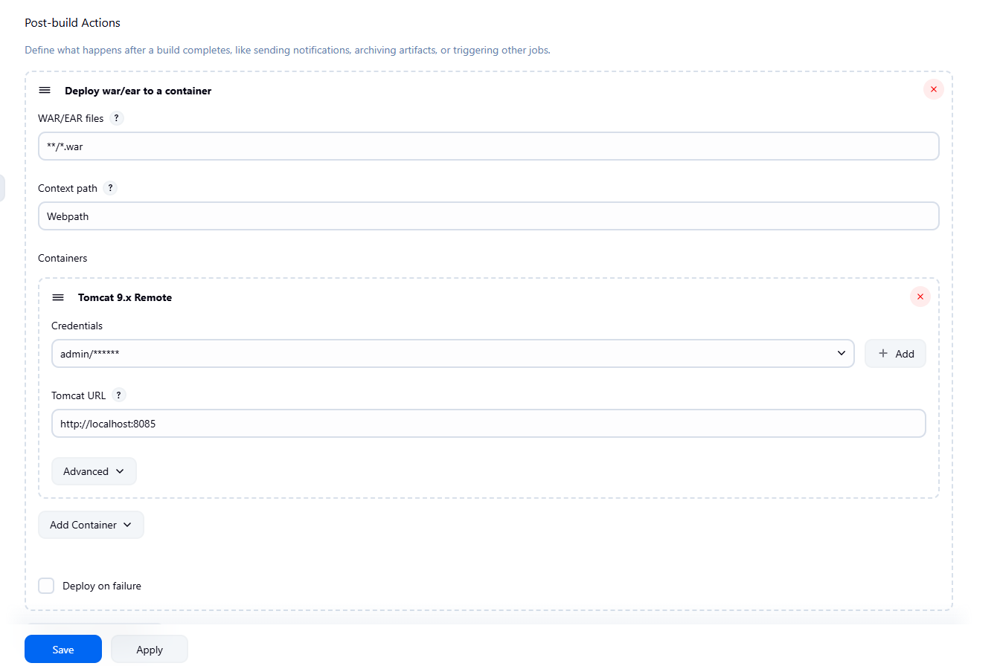 Post-build Actions
Define what happens after a build completes, like sending notifications, archiving artifacts, or triggering other jobs.
Deploy war/ear to a container
WAR/EAR files ?
**/*.war
Context path ?
Webpath
Containers
Tomcat 9.x Remote
Credentials
admin/******
+ Add
Tomcat URL ?
http://localhost:8085
Advanced
Add Container
Deploy on failure
Save Apply